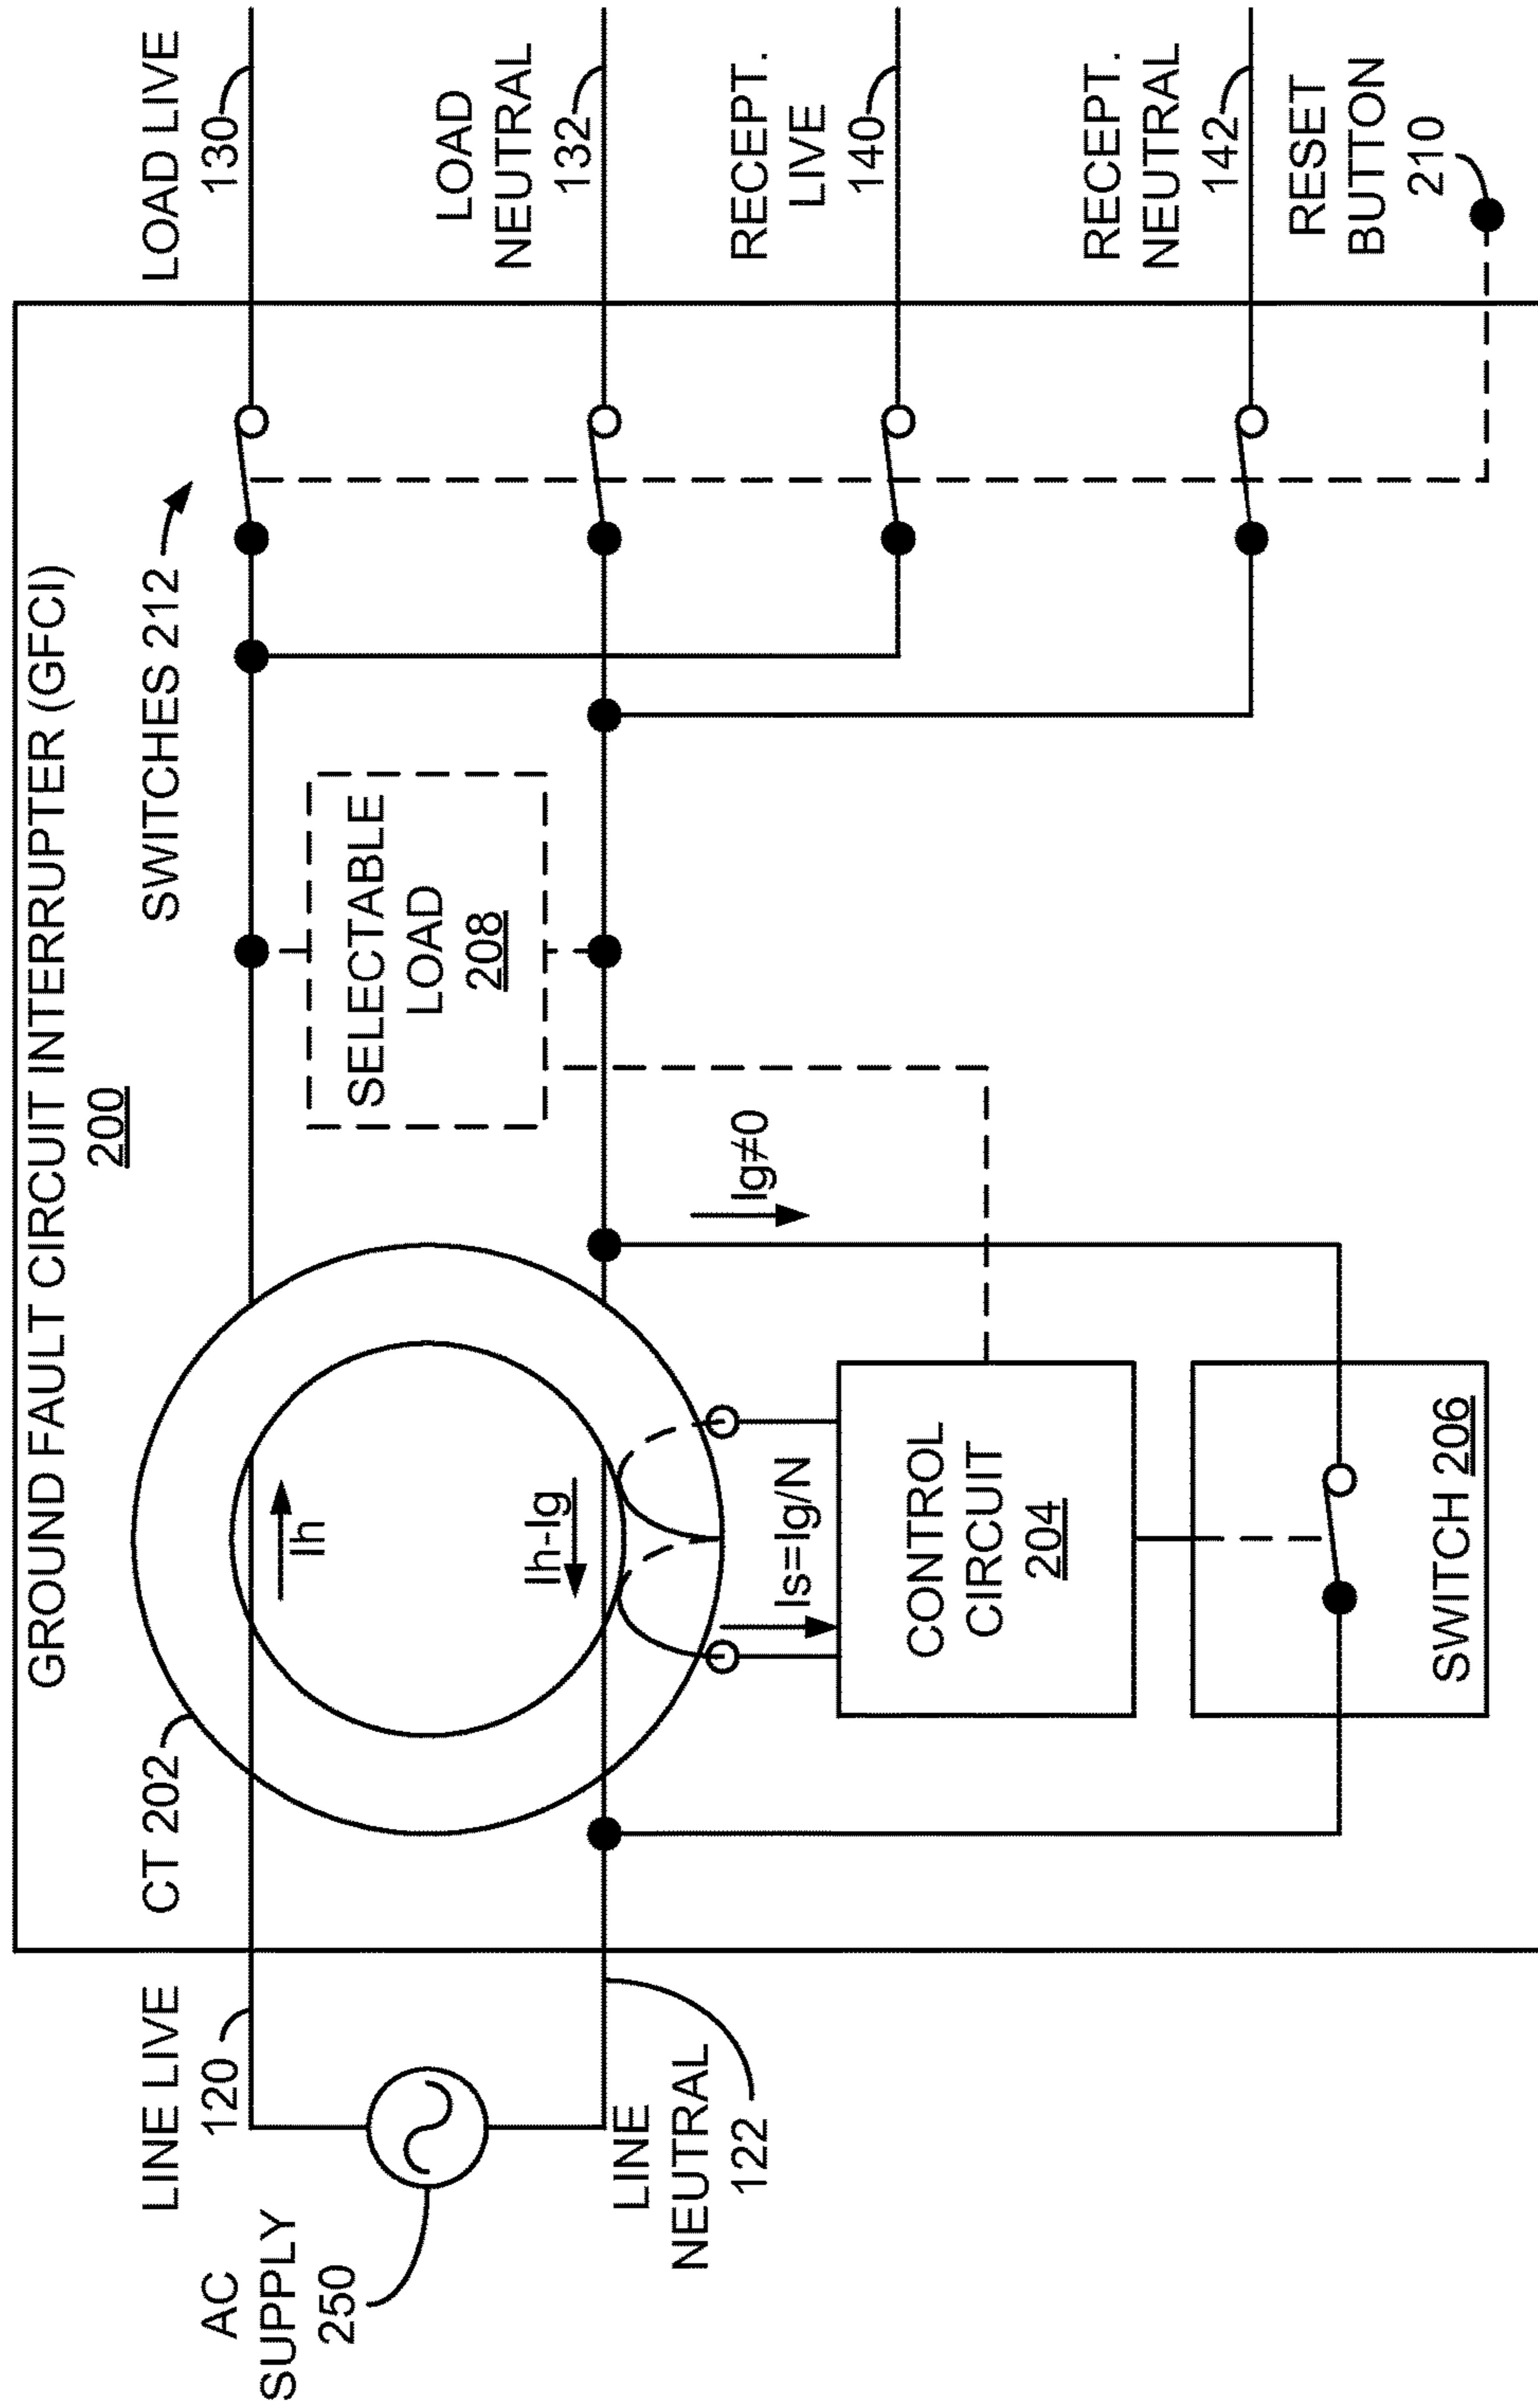 GROUND FAULT CIRCUIT INTERRUPTER (GFCI)
200
AC
SUPPLY
250
LINE LIVE
120
LINE
NEUTRAL
122
CT 202
Ih
Ih-Ig
Is=Ig/N
CONTROL
CIRCUIT
204
SWITCH 206
Ig≠0
SELECTABLE
LOAD
208
SWITCHES 212
LOAD LIVE
130
LOAD
NEUTRAL
132
RECEPT.
LIVE
140
RECEPT.
NEUTRAL
142
RESET
BUTTON
210